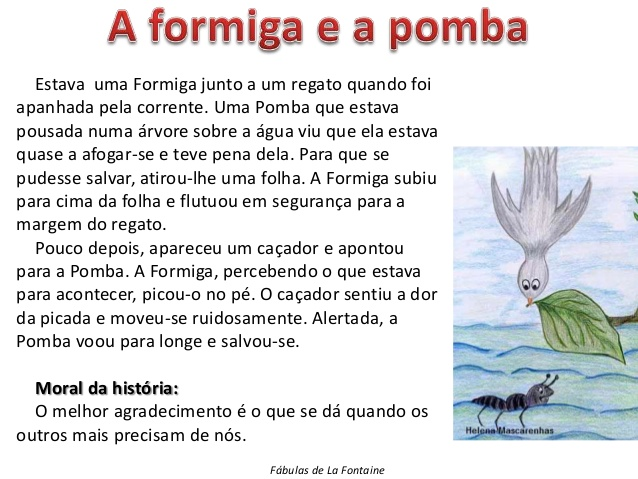 A formiga e a pomba
Estava uma Formiga junto a um regato quando foi
apanhada pela corrente. Uma Pomba que estava
pousada numa árvore sobre a água viu que ela estava
quase a afogar-se e teve pena dela. Para que se
pudesse salvar, atirou-lhe uma folha. A Formiga subiu
para cima da folha e flutuou em segurança para a
margem do regato.
Pouco depois, apareceu um caçador e apontou
para a Pomba. A Formiga, percebendo o que estava
para acontecer, picou-o no pé. O caçador sentiu a dor
da picada e moveu-se ruidosamente. Alertada, a
Pomba voou para longe e salvou-se.
Moral da história:
O melhor agradecimento é o que se dá quando os
outros mais precisam de nós.
Helena Mascarenhas
Fábulas de La Fontaine